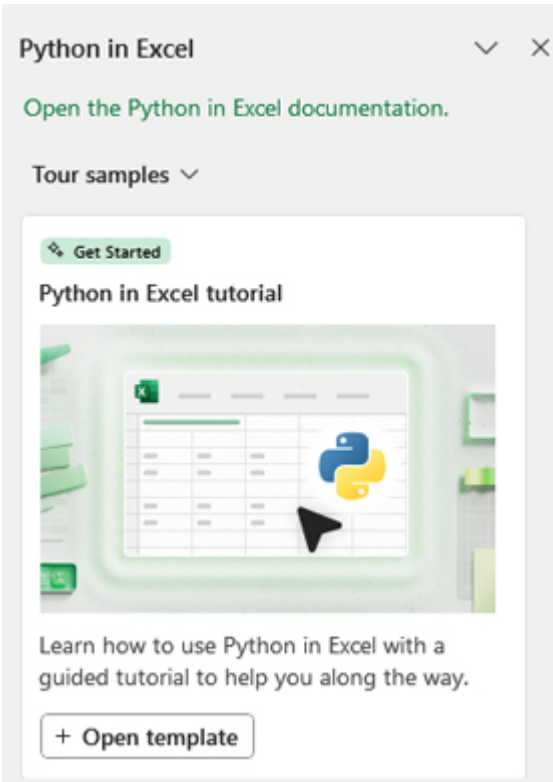 Python in Excel
Open the Python in Excel documentation.
Tour samples
Get Started
Python in Excel tutorial
Learn how to use Python in Excel with a
guided tutorial to help you along the way.
+ Open template